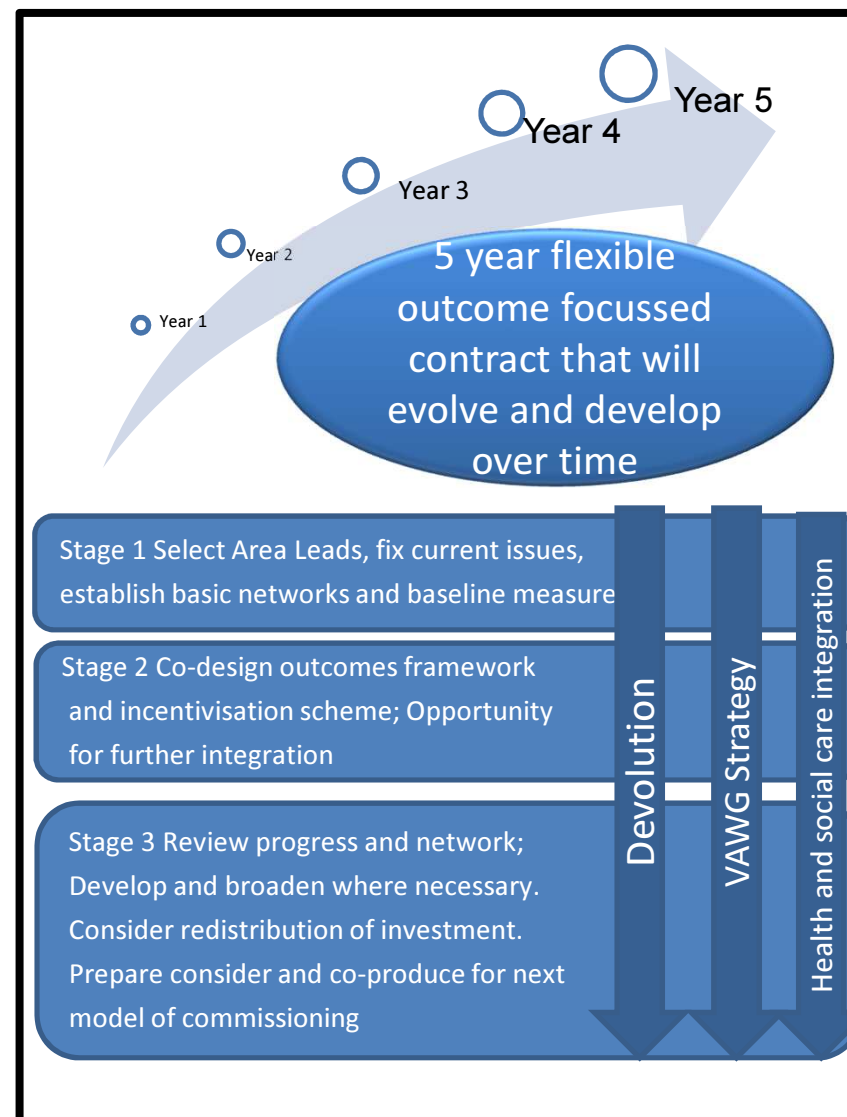 Year 5
Year 4
Year 3
Year 2
Year 1
5 year flexible
outcome focussed
contract that will
evolve and develop
over time
Stage 1 Select Area Leads, fix current issues,
establish basic networks and baseline measure
Stage 2 Co-design outcomes framework
and incentivisation scheme; Opportunity
for further integration
Stage 3 Review progress and network;
Develop and broaden where necessary.
Consider redistribution of investment.
Prepare consider and co-produce for next
model of commissioning
Devolution
VAWG Strategy
Health and social care integration